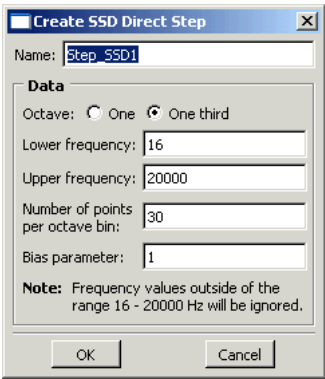 Create SSD Direct Step
Name: Step_SSD1
Data
Octave: One One third
Lower frequency: 16
Upper frequency: 20000
Number of points
per octave bin: 30
Bias parameter: 1
Note: Frequency values outside of the
range 16 - 20000 Hz will be ignored.
OK Cancel